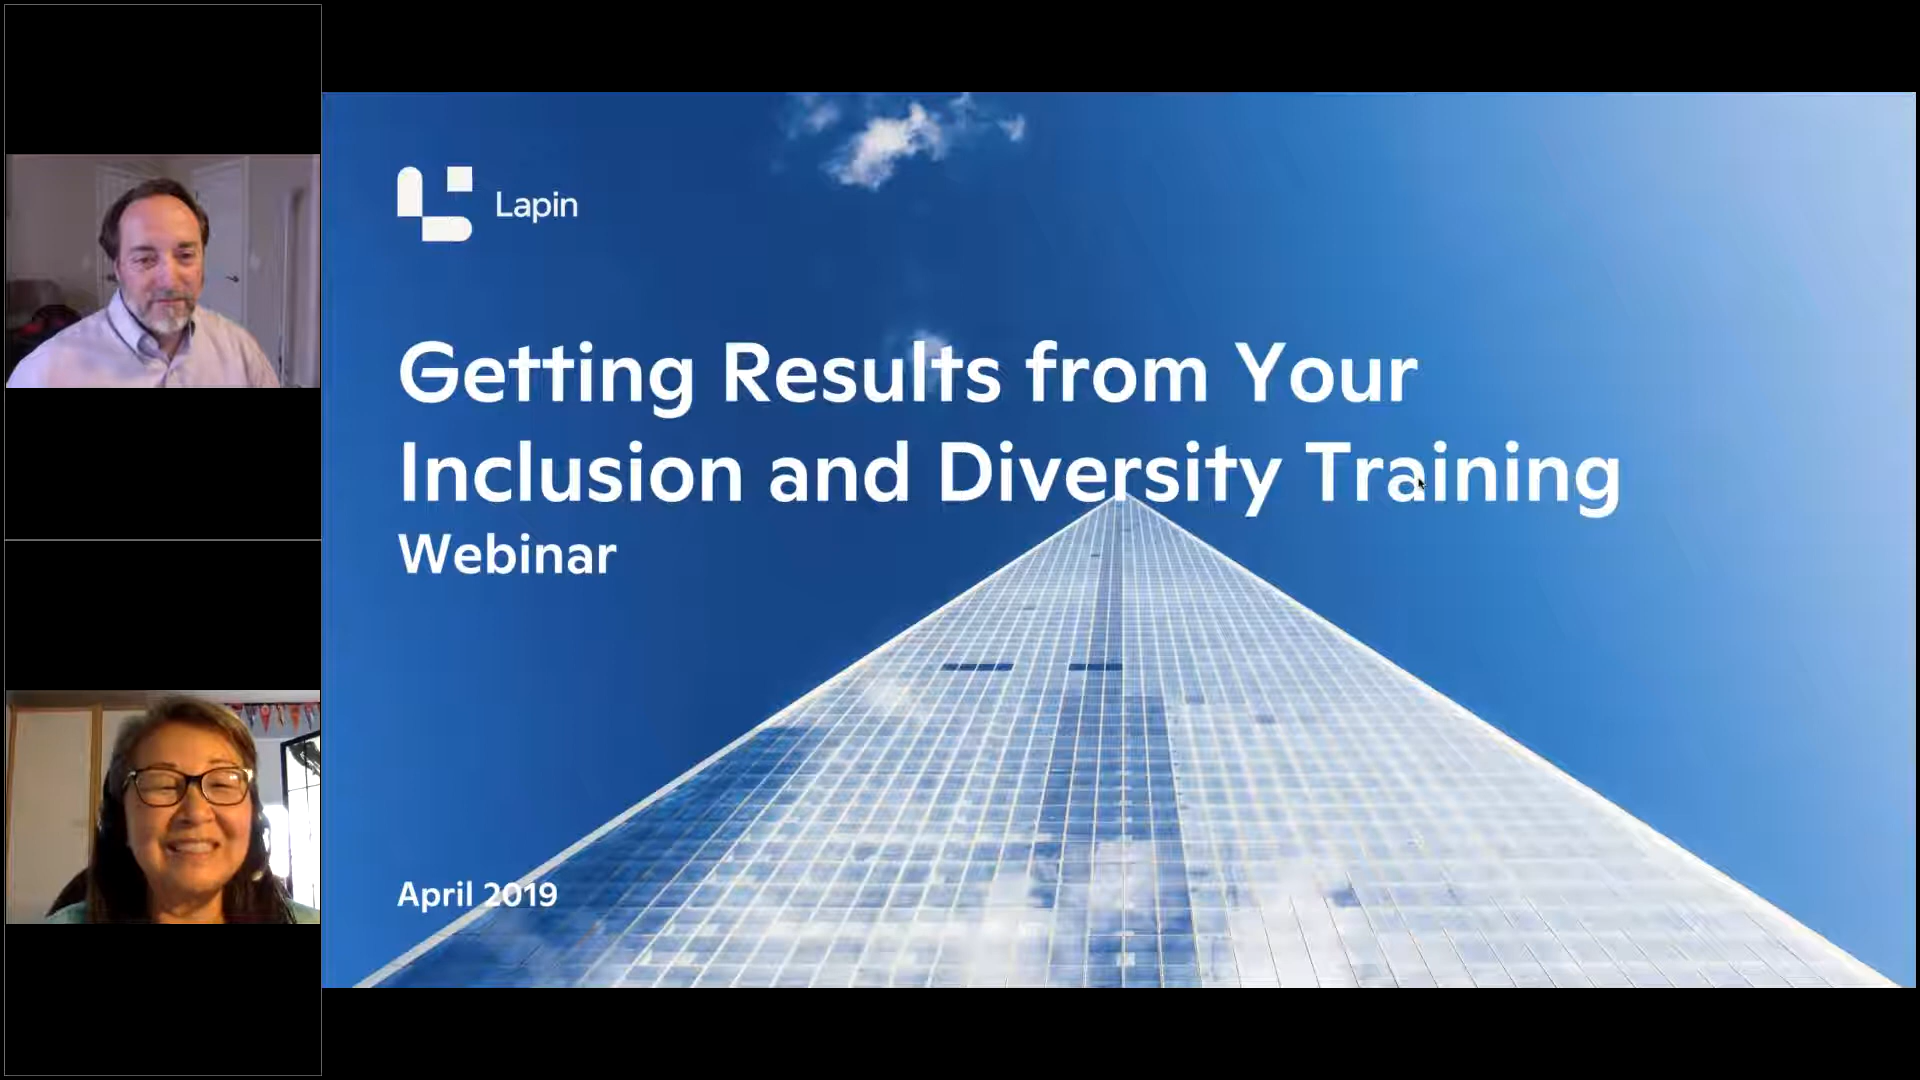 Lapin
Getting Results from Your
Inclusion and Diversity Training
Webinar
April 2019